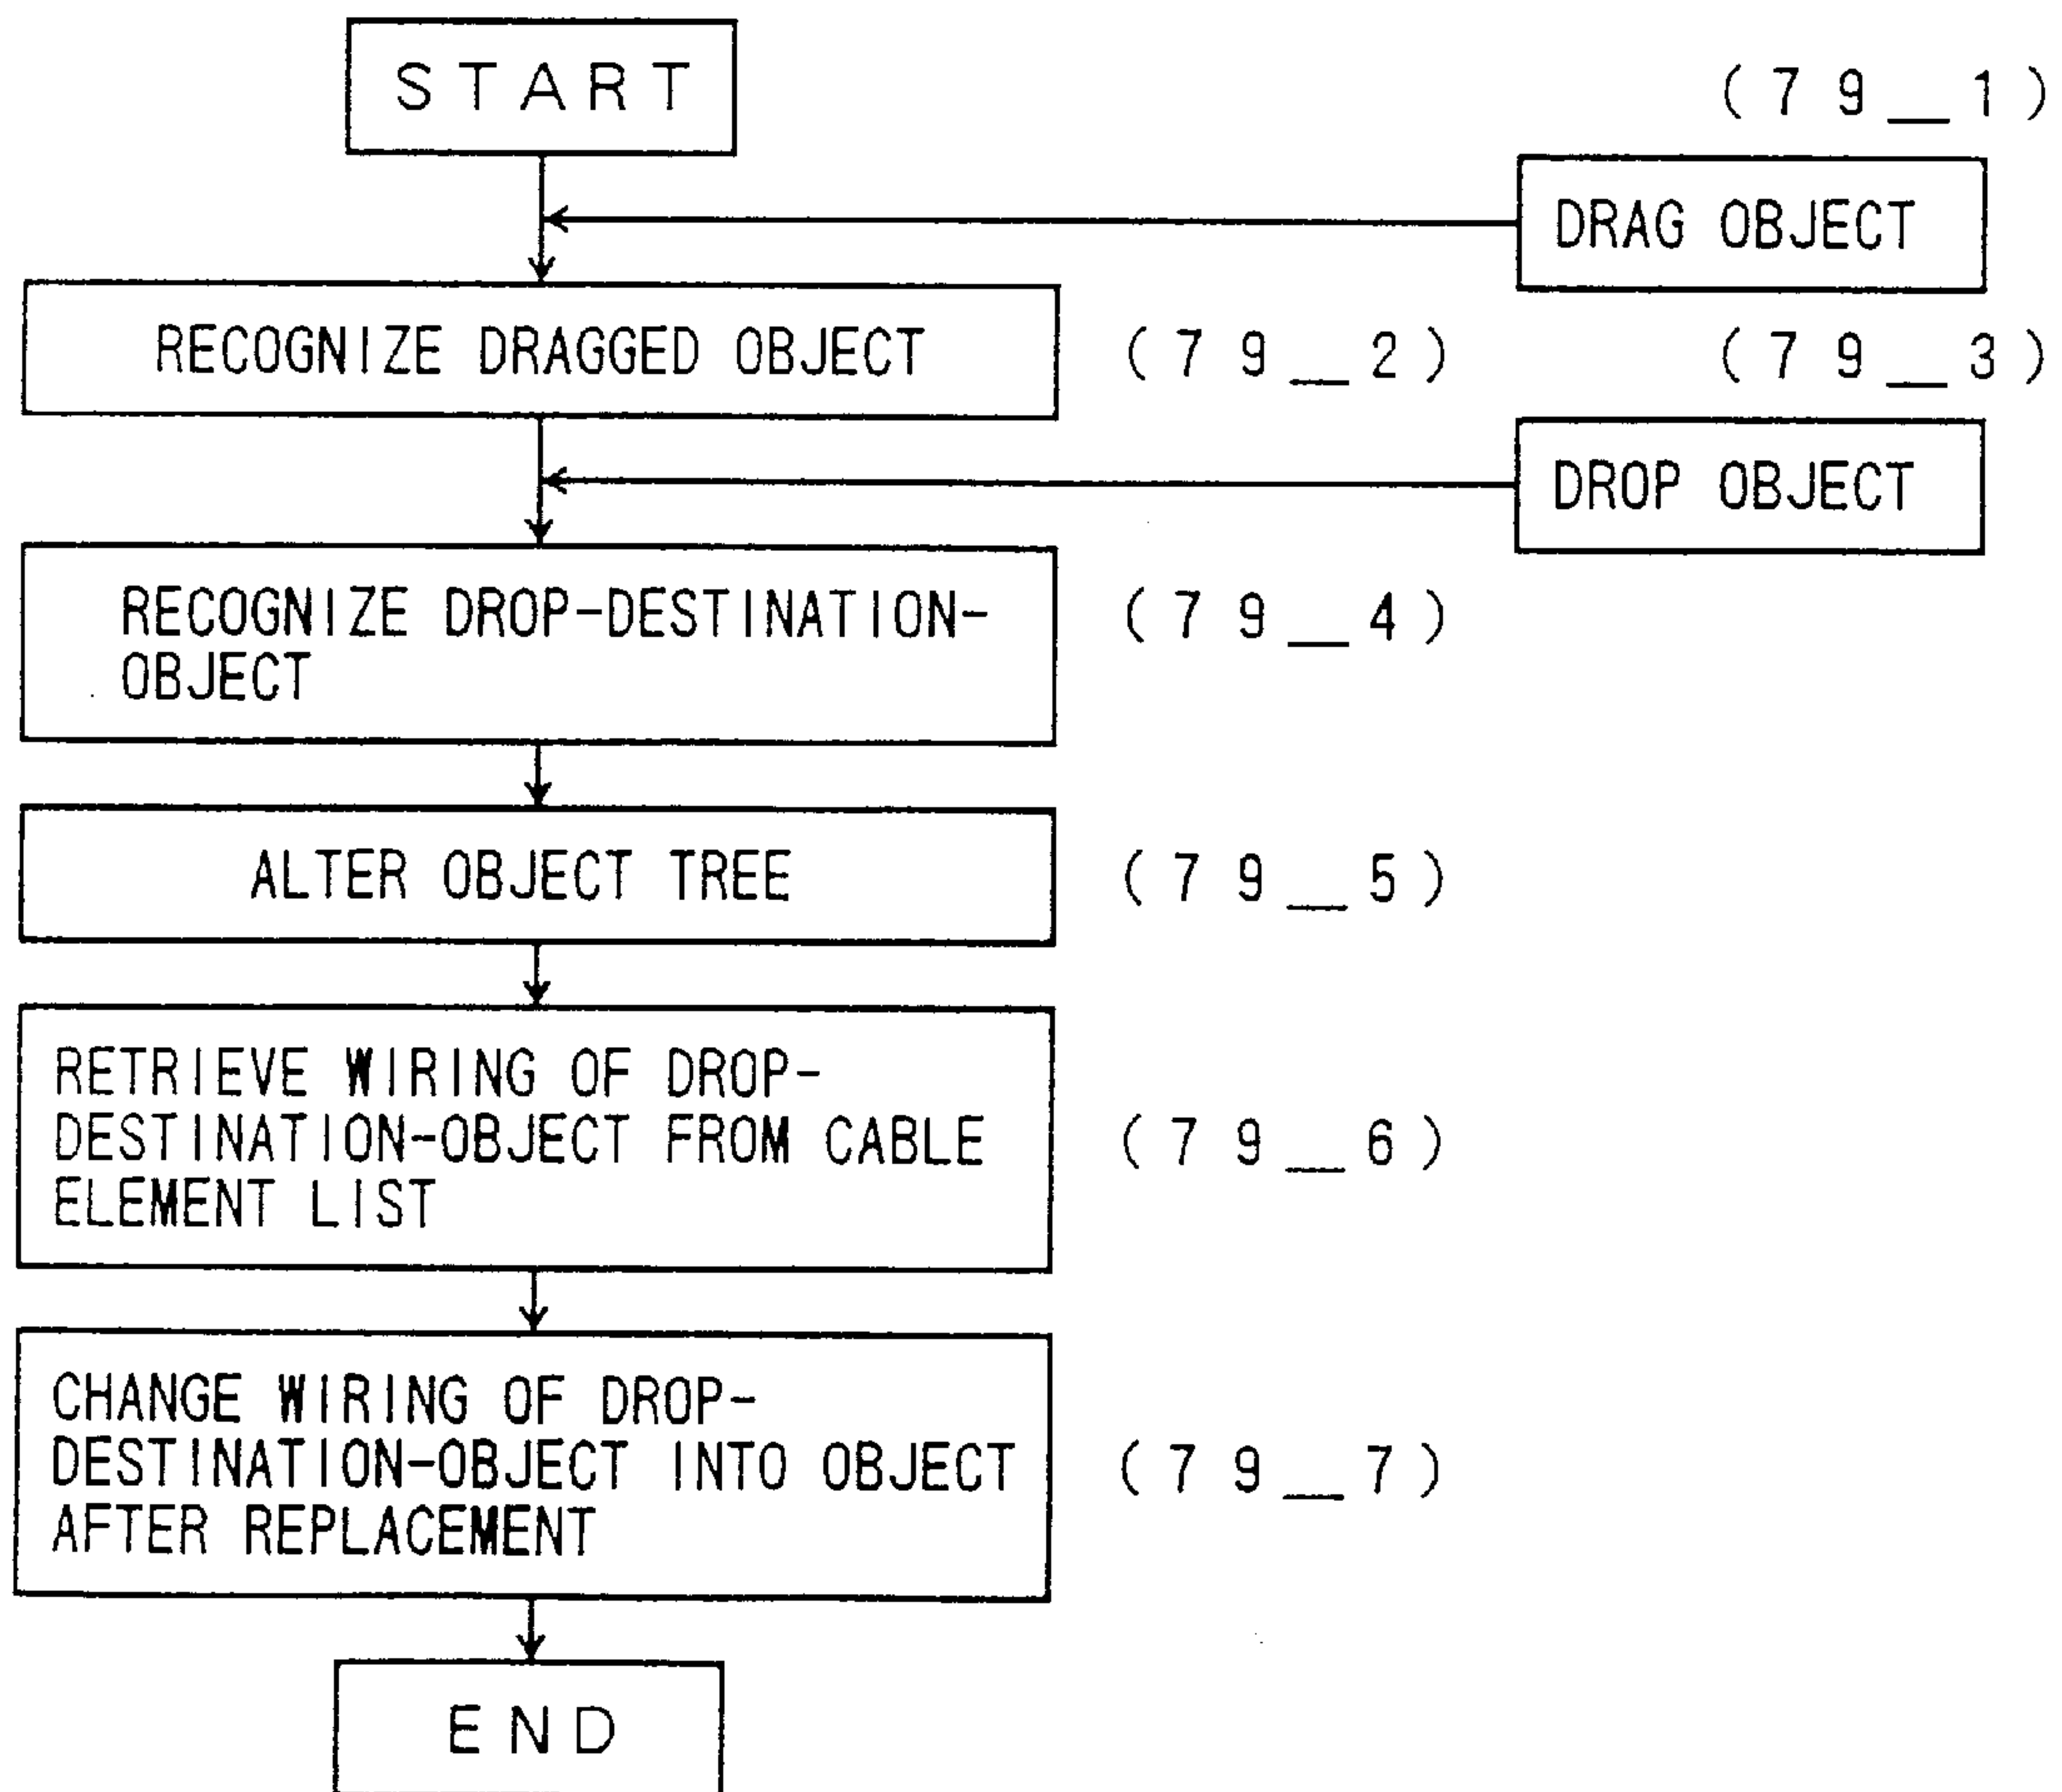 START
(79_1)
DRAG OBJECT
RECOGNIZE DRAGGED OBJECT
(79_2)
(79_3)
DROP OBJECT
RECOGNIZE DROP-DESTINATION-
OBJECT
(79_4)
ALTER OBJECT TREE
(79_5)
RETRIEVE WIRING OF DROP-
DESTINATION-OBJECT FROM CABLE
ELEMENT LIST
(79_6)
CHANGE WIRING OF DROP-
DESTINATION-OBJECT INTO OBJECT
AFTER REPLACEMENT
(79_7)
END